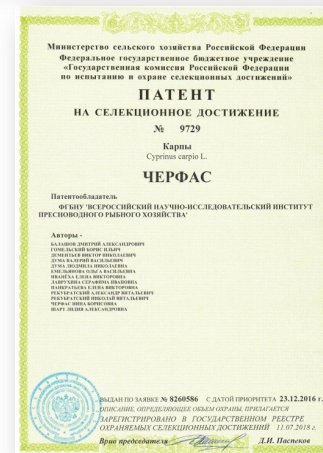 Министерство сельского хозяйства Российской Федерации
Федеральное государственное бюджетное учреждение
«Государственная комиссия Российской Федерации
по испытанию и охране селекционных достижений»
ПАТЕНТ
НА СЕЛЕКЦИОННОЕ ДОСТИЖЕНИЕ
№ 9729
Карпы
Cyprinus carpio L.
ЧЕРФАС
Патентообладатель
ФГБНУ 'ВСЕРОССИЙСКИЙ НАУЧНО-ИССЛЕДОВАТЕЛЬСКИЙ ИНСТИТУТ
ПРЕСНОВОДНОГО РЫБНОГО ХОЗЯЙСТВА'
Авторы -
БАЛАШОВ ДМИТРИЙ АЛЕКСАНДРОВИЧ
ГОМЕЛЬСКИЙ БОРИС ИЛЬИЧ
ДЕМЕНТЬЕВ ВИКТОР НИКОЛАЕВИЧ
ДУМА ВАЛЕРИЙ ВАСИЛЬЕВИЧ
ДУМА ЛЮДМИЛА НИКОЛАЕВНА
ЕМЕЛЬЯНОВА ОЛЬГА ВАСИЛЬЕВНА
ИВАНЁХА ЕЛЕНА ВИКТОРОВНА
ЛАВРУХИНА СЕРАФИМА ИВАНОВНА
ПАНКРАТЬЕВА ЕЛЕНА ВИКТОРОВНА
РЕКУБРАТСКИЙ АЛЕКСАНДР ВИТАЛЬЕВИЧ
РЕКУБРАТСКИЙ НИКОЛАЙ ВИТАЛЬЕВИЧ
ЧЕРФАС НИНА БОРИСОВНА
ШАРТ ЛИДИЯ АЛЕКСАНДРОВНА
ВЫДАН ПО ЗАЯВКЕ № 8260586 С ДАТОЙ ПРИОРИТЕТА 23.12.2016 г.
ОПИСАНИЕ, ОПРЕДЕЛЯЮЩЕЕ ОБЪЕМ ОХРАНЫ, ПРИЛАГАЕТСЯ
ЗАРЕГИСТРИРОВАНО В ГОСУДАРСТВЕННОМ РЕЕСТРЕ
ОХРАНЯЕМЫХ СЕЛЕКЦИОННЫХ ДОСТИЖЕНИЙ 11.07.2018 г.
Врио председателя Д.И. Паспеков